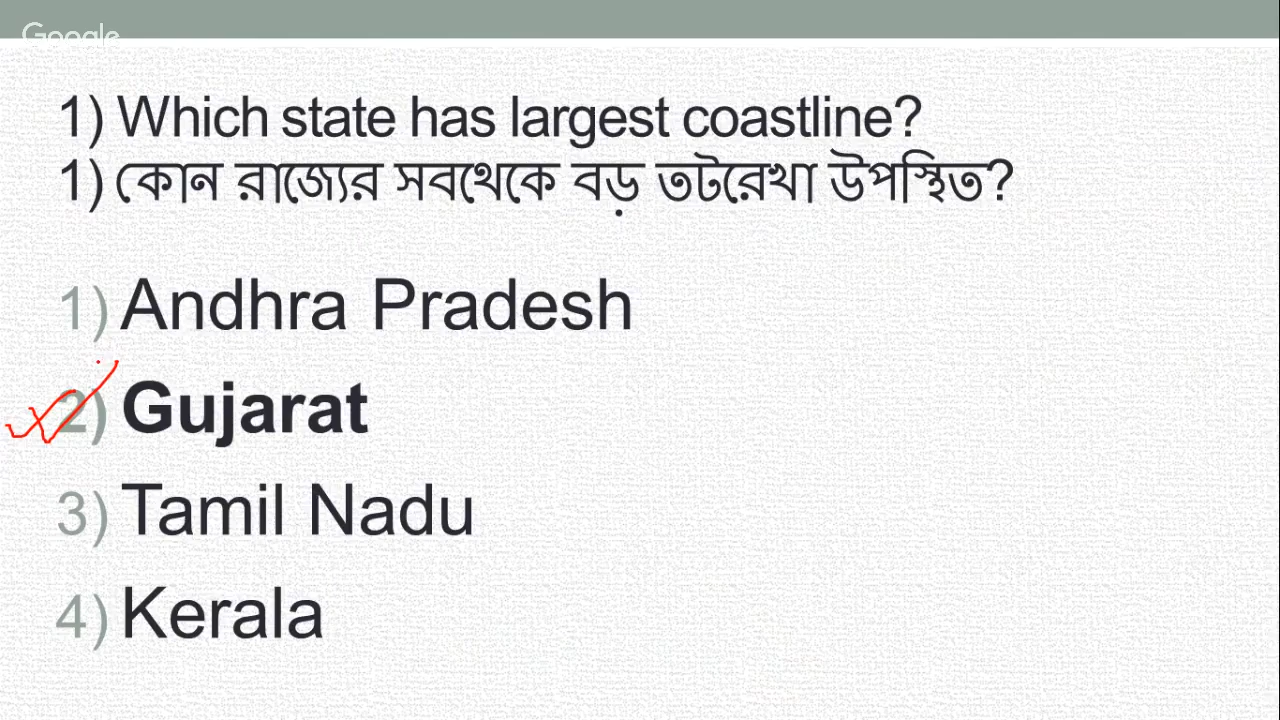 Google
1) Which state has largest coastline?
1) কোন রাজ্যের সবথেকে বড় তটরেখা উপস্থিত?
1) Andhra Pradesh
2) Gujarat
3) Tamil Nadu
4) Kerala